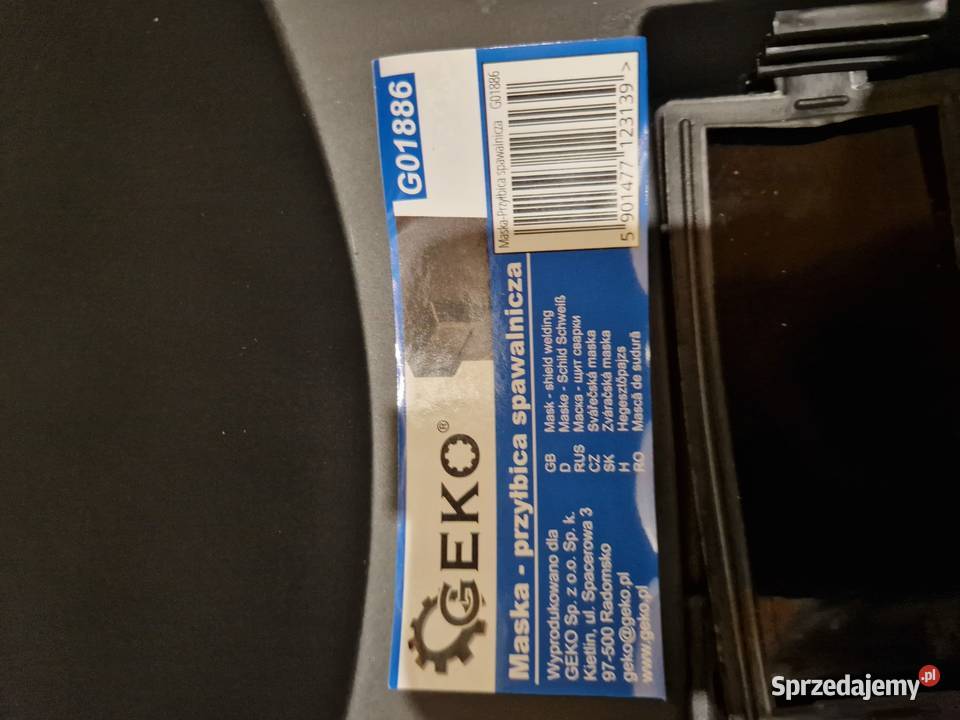 GEKO®
G01886
Maska - przyłbica spawalnicza
Maska-Przyłbica spawalnicza G01886
5 901477 123139 >
Wyprodukowano dla
GEKO Sp. z o.o. Sp. k.
Kietlin, ul. Spacerowa 3
97-500 Radomsko
geko@geko.pl
www.geko.pl
GB Mask - shield welding
D Maske - Schild Schweiß
RUS Маска - щит сварки
CZ Svářečská maska
SK Zváračská maska
H Hegesztőpajzs
RO Mască de sudură
Sprzedajemy.pl